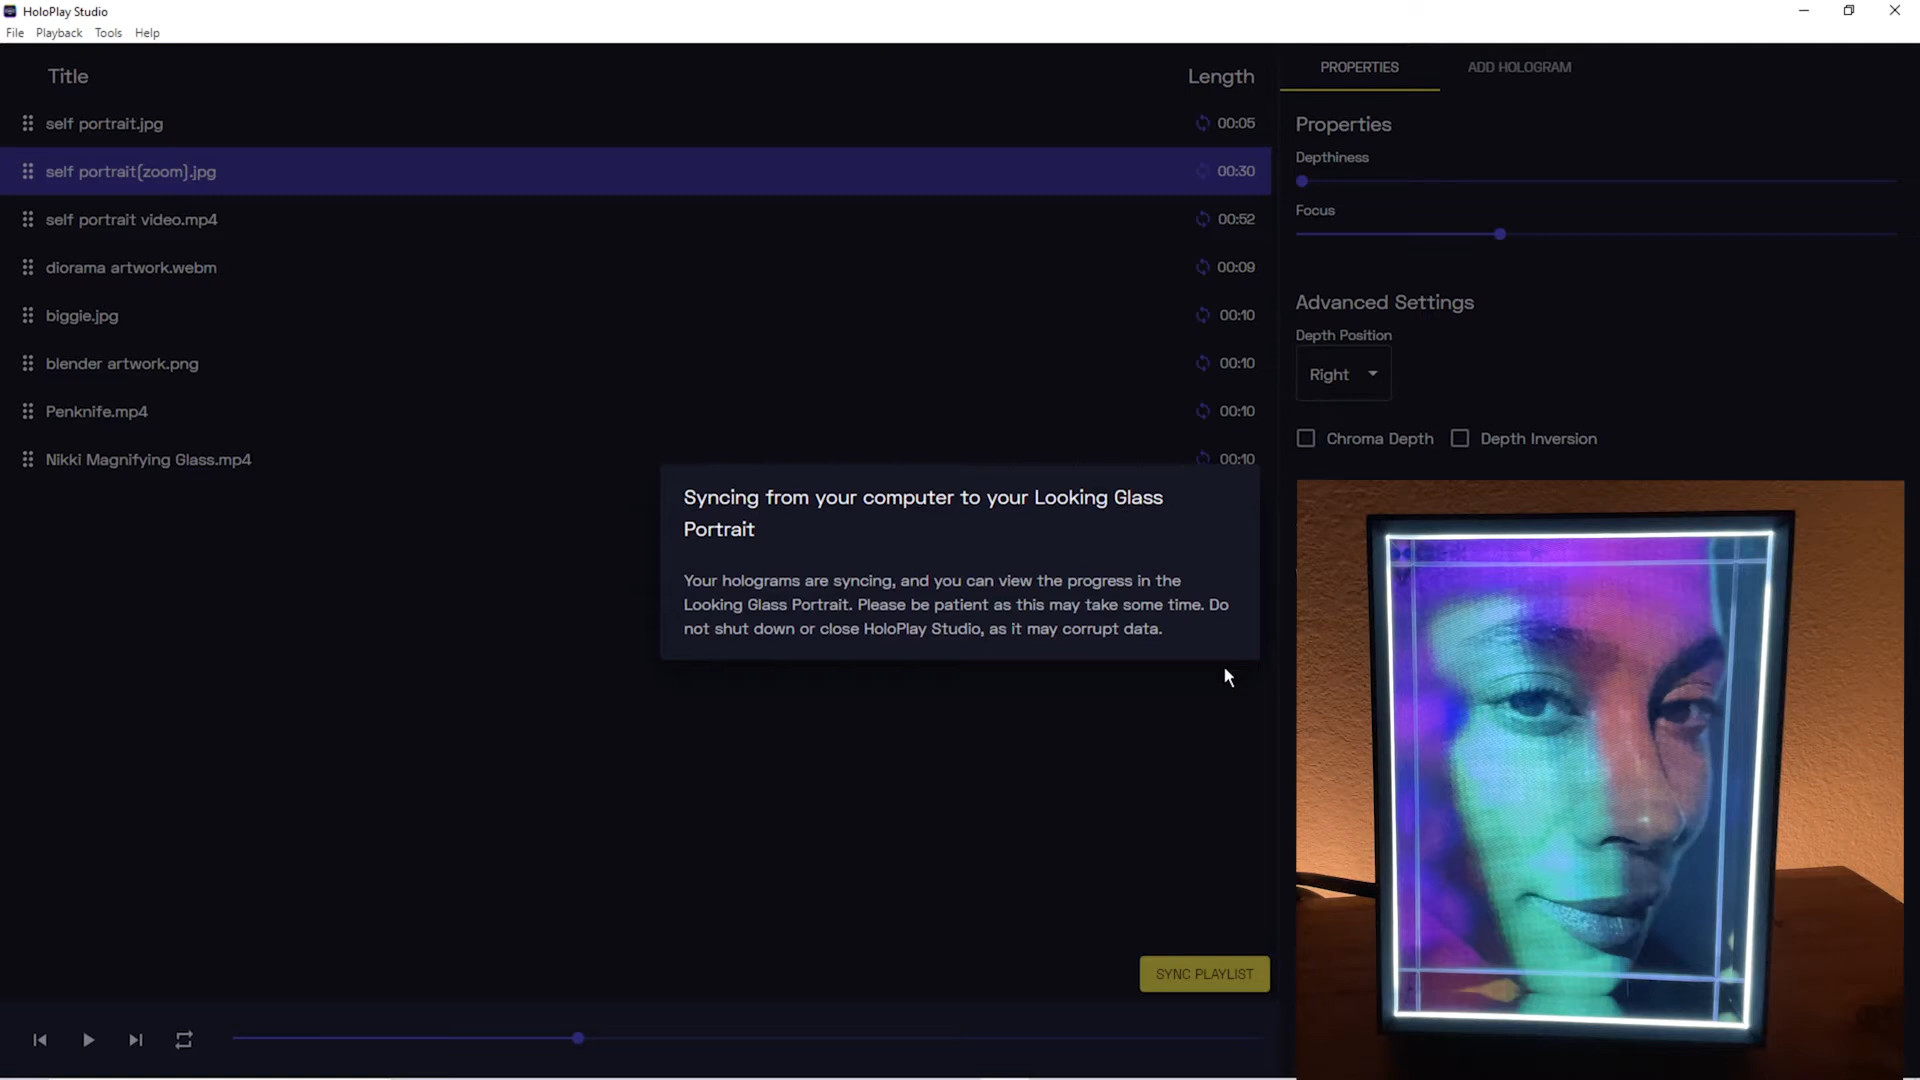 HoloPlay Studio
File Playback Tools Help
Title Length
self portrait.jpg 00:05
self portrait(zoom).jpg 00:30
self portrait video.mp4 00:52
diorama artwork.webm 00:09
biggie.jpg 00:10
blender artwork.png 00:10
Penknife.mp4 00:10
Nikki Magnifying Glass.mp4 00:10
PROPERTIES ADD HOLOGRAM
Properties
Depthiness
Focus
Advanced Settings
Depth Position
Right
Chroma Depth Depth Inversion
Syncing from your computer to your Looking Glass
Portrait
Your holograms are syncing, and you can view the progress in the
Looking Glass Portrait. Please be patient as this may take some time. Do
not shut down or close HoloPlay Studio, as it may corrupt data.
SYNC PLAYLIST